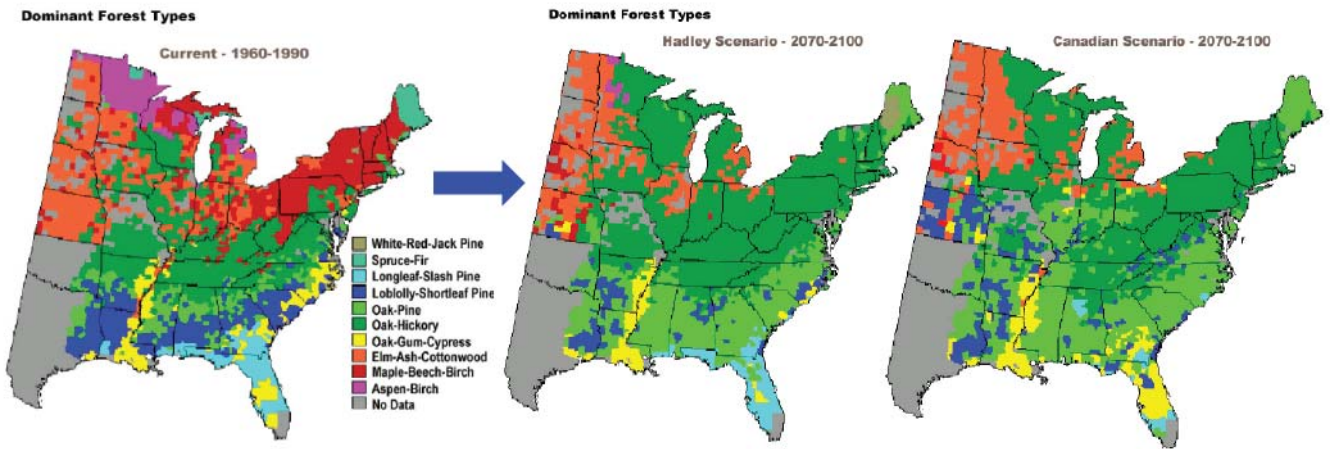 Dominant Forest Types
Current - 1960-1990
White-Red-Jack Pine
Spruce-Fir
Longleaf-Slash Pine
Loblolly-Shortleaf Pine
Oak-Pine
Oak-Hickory
Oak-Gum-Cypress
Elm-Ash-Cottonwood
Maple-Beech-Birch
Aspen-Birch
No Data
Dominant Forest Types
Hadley Scenario - 2070-2100
Canadian Scenario - 2070-2100